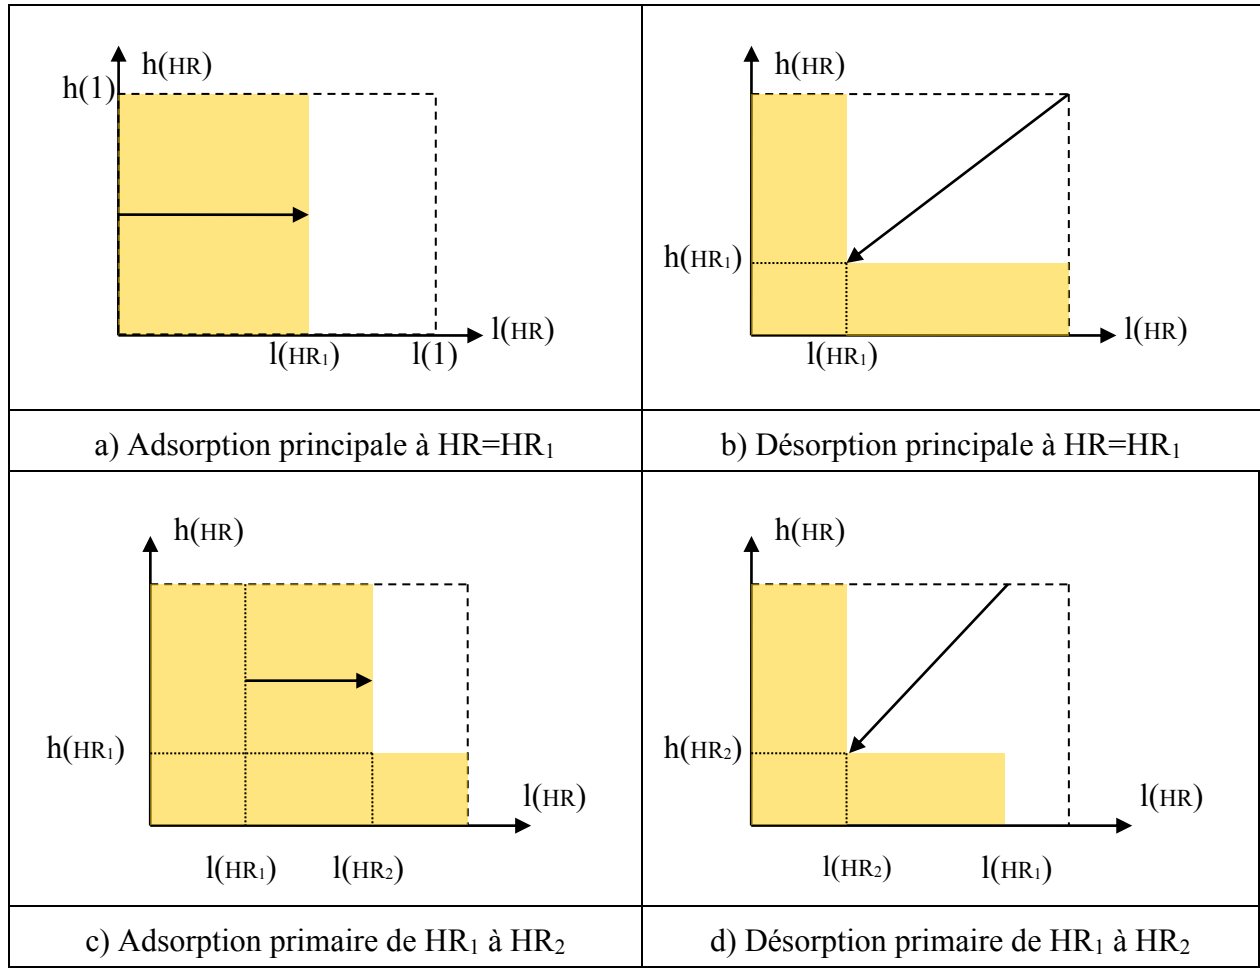 h(HR)
h(1)
l(HR)
l(HR₁)
l(1)
h(HR)
h(HR₁)
l(HR)
l(HR₁)
a) Adsorption principale à HR=HR₁
b) Désorption principale à HR=HR₁
h(HR)
h(HR₁)
l(HR)
l(HR₁)
l(HR₂)
h(HR)
h(HR₂)
l(HR)
l(HR₂)
l(HR₁)
c) Adsorption primaire de HR₁ à HR₂
d) Désorption primaire de HR₁ à HR₂